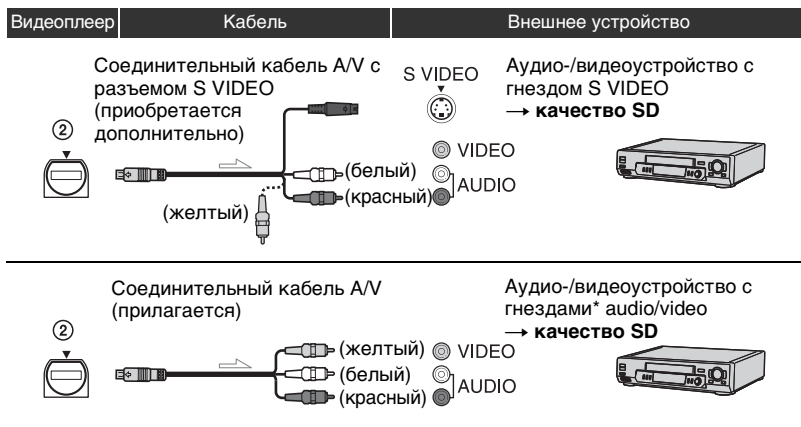 Видеоплеер Кабель Внешнее устройство
Соединительный кабель A/V с
разъемом S VIDEO
(приобретается
дополнительно)
S VIDEO
Аудио-/видеоустройство с
гнездом S VIDEO
→ качество SD
②
VIDEO
(белый)
AUDIO
(красный)
(желтый)
Соединительный кабель A/V
(прилагается)
Аудио-/видеоустройство с
гнездами* audio/video
→ качество SD
②
(желтый) VIDEO
(белый)
AUDIO
(красный)